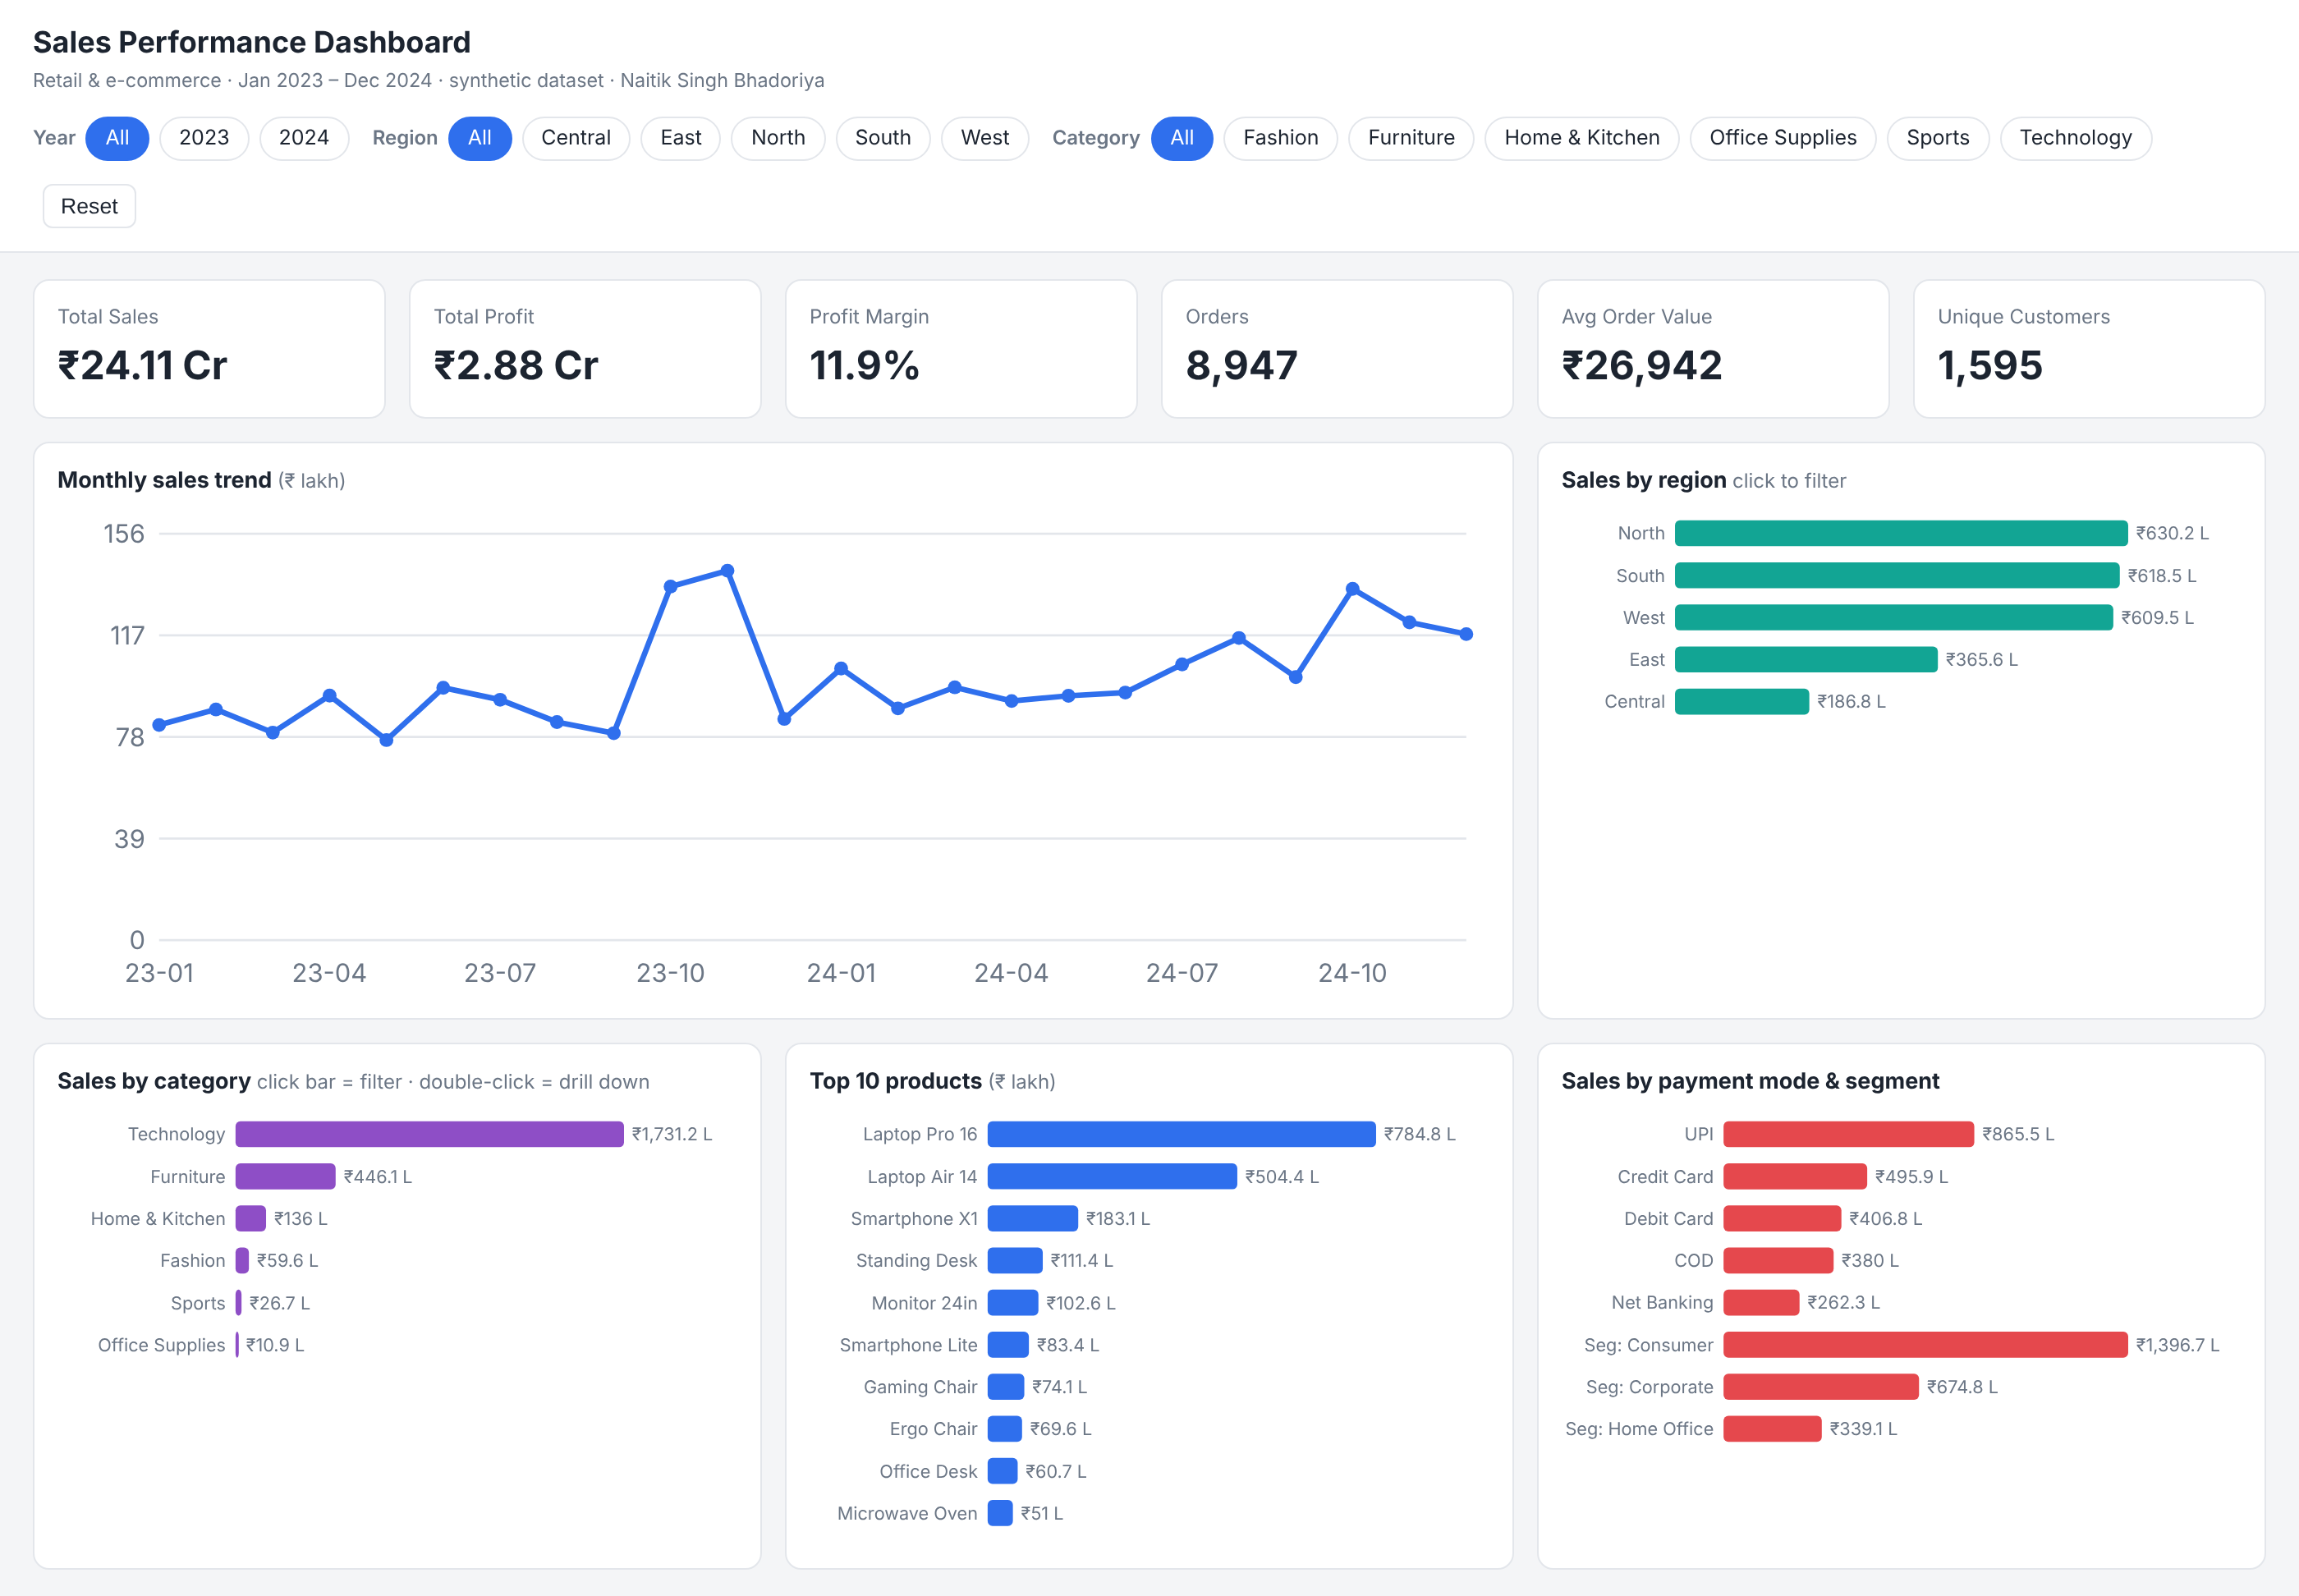 Sales Performance Dashboard
Retail & e-commerce · Jan 2023 – Dec 2024 · synthetic dataset · Naitik Singh Bhadoriya
Year All 2023 2024 Region All Central East North South West Category All Fashion Furniture Home & Kitchen Office Supplies Sports Technology
Reset
Total Sales
₹24.11 Cr
Total Profit
₹2.88 Cr
Profit Margin
11.9%
Orders
8,947
Avg Order Value
₹26,942
Unique Customers
1,595
Monthly sales trend (₹ lakh)
156
117
78
39
0
23-01 23-04 23-07 23-10 24-01 24-04 24-07 24-10
Sales by region click to filter
North ₹630.2 L
South ₹618.5 L
West ₹609.5 L
East ₹365.6 L
Central ₹186.8 L
Sales by category click bar = filter · double-click = drill down
Technology ₹1,731.2 L
Furniture ₹446.1 L
Home & Kitchen ₹136 L
Fashion ₹59.6 L
Sports ₹26.7 L
Office Supplies ₹10.9 L
Top 10 products (₹ lakh)
Laptop Pro 16 ₹784.8 L
Laptop Air 14 ₹504.4 L
Smartphone X1 ₹183.1 L
Standing Desk ₹111.4 L
Monitor 24in ₹102.6 L
Smartphone Lite ₹83.4 L
Gaming Chair ₹74.1 L
Ergo Chair ₹69.6 L
Office Desk ₹60.7 L
Microwave Oven ₹51 L
Sales by payment mode & segment
UPI ₹865.5 L
Credit Card ₹495.9 L
Debit Card ₹406.8 L
COD ₹380 L
Net Banking ₹262.3 L
Seg: Consumer ₹1,396.7 L
Seg: Corporate ₹674.8 L
Seg: Home Office ₹339.1 L